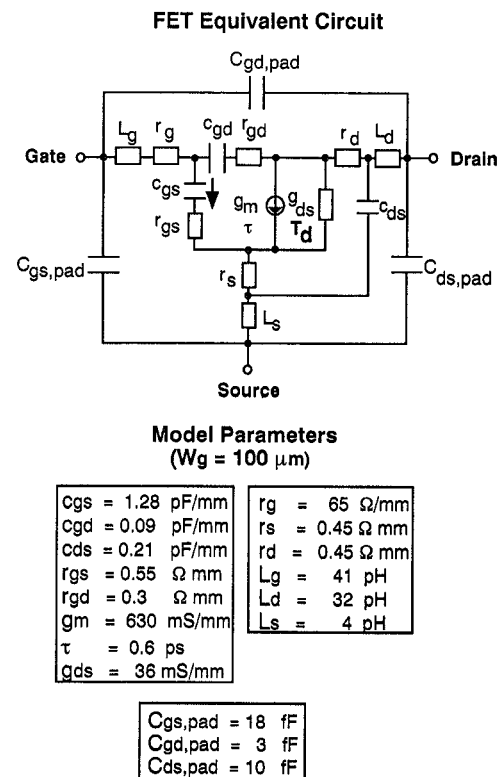 FET Equivalent Circuit
Cgd,pad
Lg rg cgd rgd rd Ld
Gate Drain
cgs gm gds cds
rgs τ Td
Cgs,pad rs Cds,pad
Ls
Source
Model Parameters
(Wg = 100 μm)
cgs = 1.28 pF/mm
cgd = 0.09 pF/mm
cds = 0.21 pF/mm
rgs = 0.55 Ω mm
rgd = 0.3 Ω mm
gm = 630 mS/mm
τ = 0.6 ps
gds = 36 mS/mm
rg = 65 Ω/mm
rs = 0.45 Ω mm
rd = 0.45 Ω mm
Lg = 41 pH
Ld = 32 pH
Ls = 4 pH
Cgs,pad = 18 fF
Cgd,pad = 3 fF
Cds,pad = 10 fF